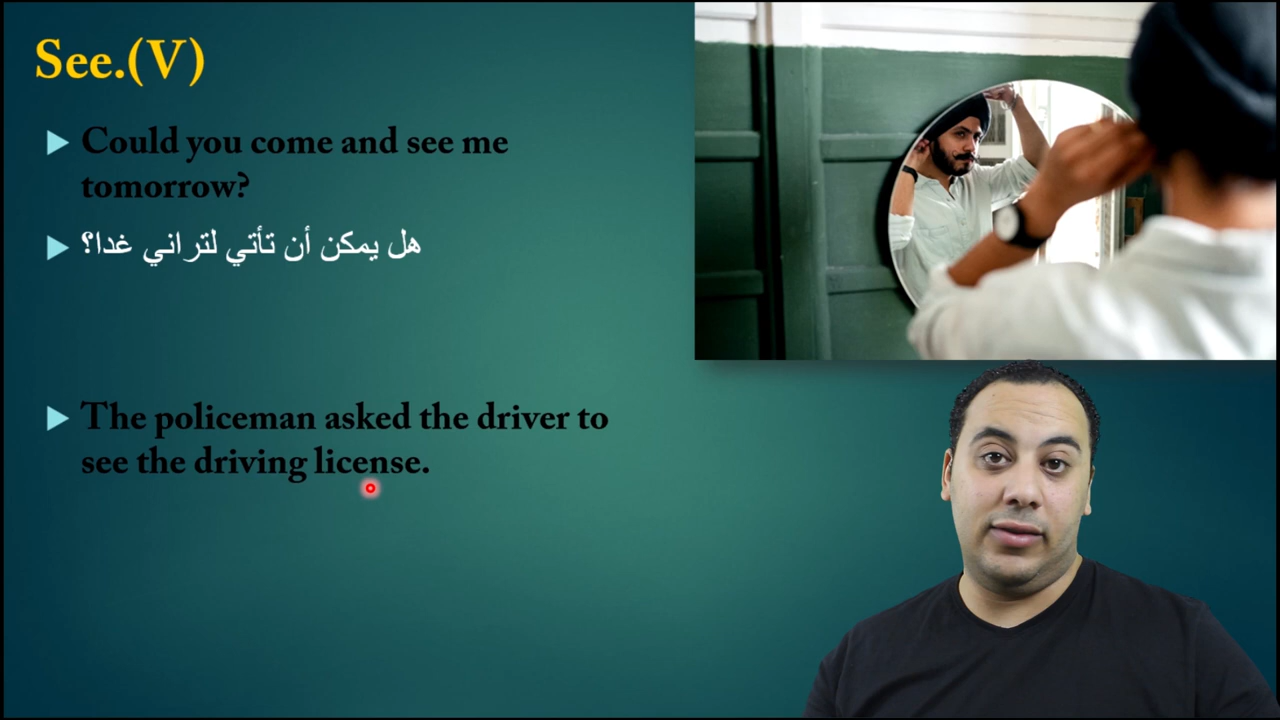 See.(V)
Could you come and see me
tomorrow?
هل يمكن أن تأتي لتراني غدا؟
The policeman asked the driver to
see the driving license.